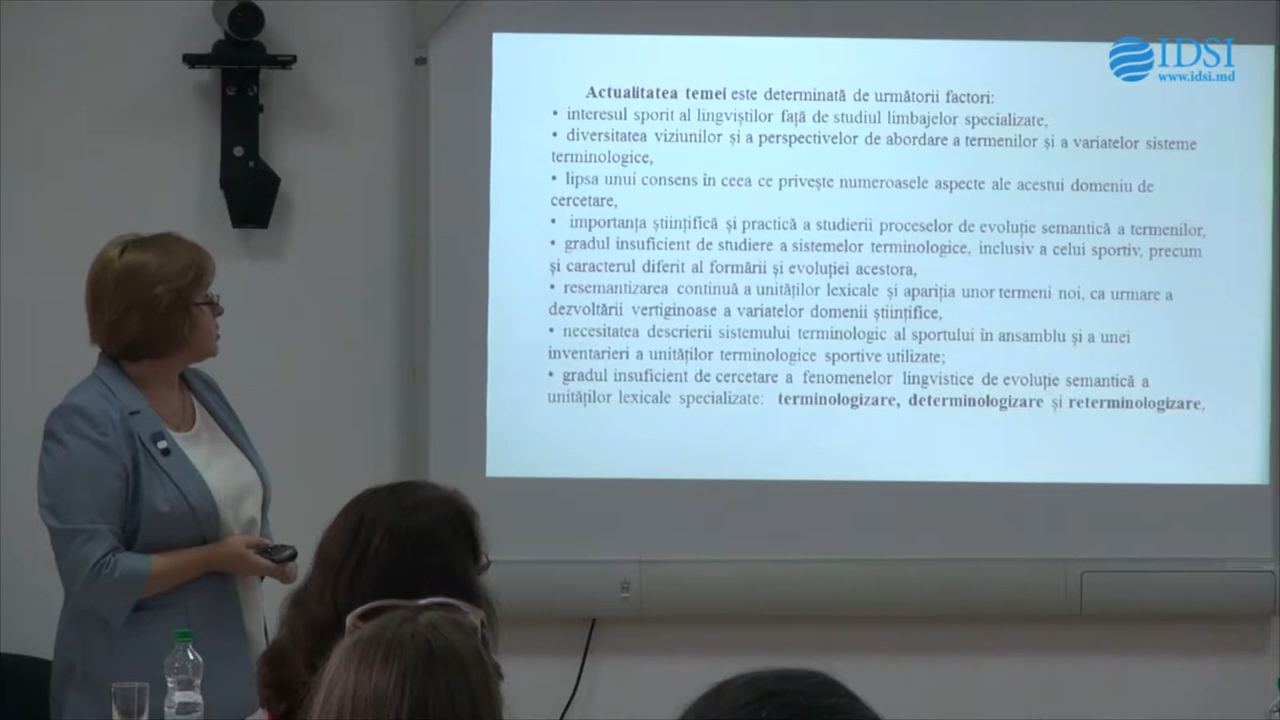 IDSI
www.idsi.md
Actualitatea temei este determinată de următorii factori:
• interesul sporit al lingviștilor față de studiul limbajelor specializate,
• diversitatea viziunilor și a perspectivelor de abordare a termenilor și a variatelor sisteme
terminologice,
• lipsa unui consens în ceea ce privește numeroasele aspecte ale acestui domeniu de
cercetare,
• importanța științifică și practică a studierii proceselor de evoluție semantică a termenilor,
• gradul insuficient de studiere a sistemelor terminologice, inclusiv a celui sportiv, precum
și caracterul diferit al formării și evoluției acestora,
• resemantizarea continuă a unităților lexicale și apariția unor termeni noi, ca urmare a
dezvoltării vertiginoase a variatelor domenii științifice,
• necesitatea descrierii sistemului terminologic al sportului în ansamblu și a unei
inventarieri a unităților terminologice sportive utilizate;
• gradul insuficient de cercetare a fenomenelor lingvistice de evoluție semantică a
unităților lexicale specializate: terminologizare, determinologizare și reterminologizare.